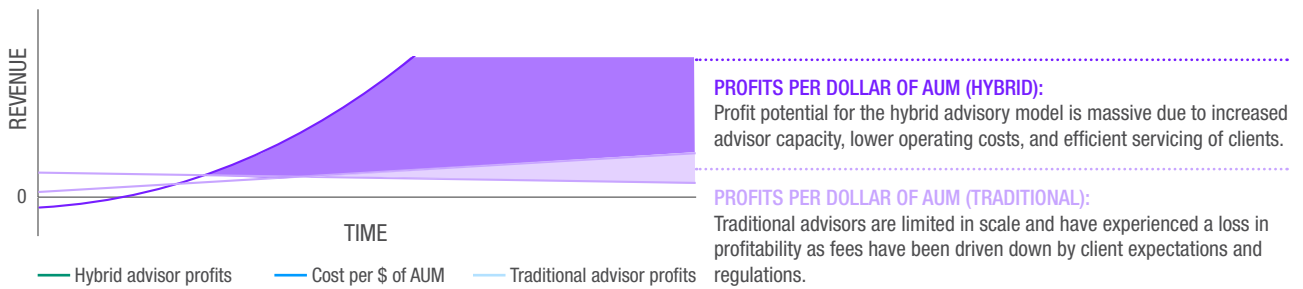 REVENUE
0
TIME
Hybrid advisor profits
Cost per $ of AUM
Traditional advisor profits
PROFITS PER DOLLAR OF AUM (HYBRID):
Profit potential for the hybrid advisory model is massive due to increased
advisor capacity, lower operating costs, and efficient servicing of clients.
PROFITS PER DOLLAR OF AUM (TRADITIONAL):
Traditional advisors are limited in scale and have experienced a loss in
profitability as fees have been driven down by client expectations and
regulations.